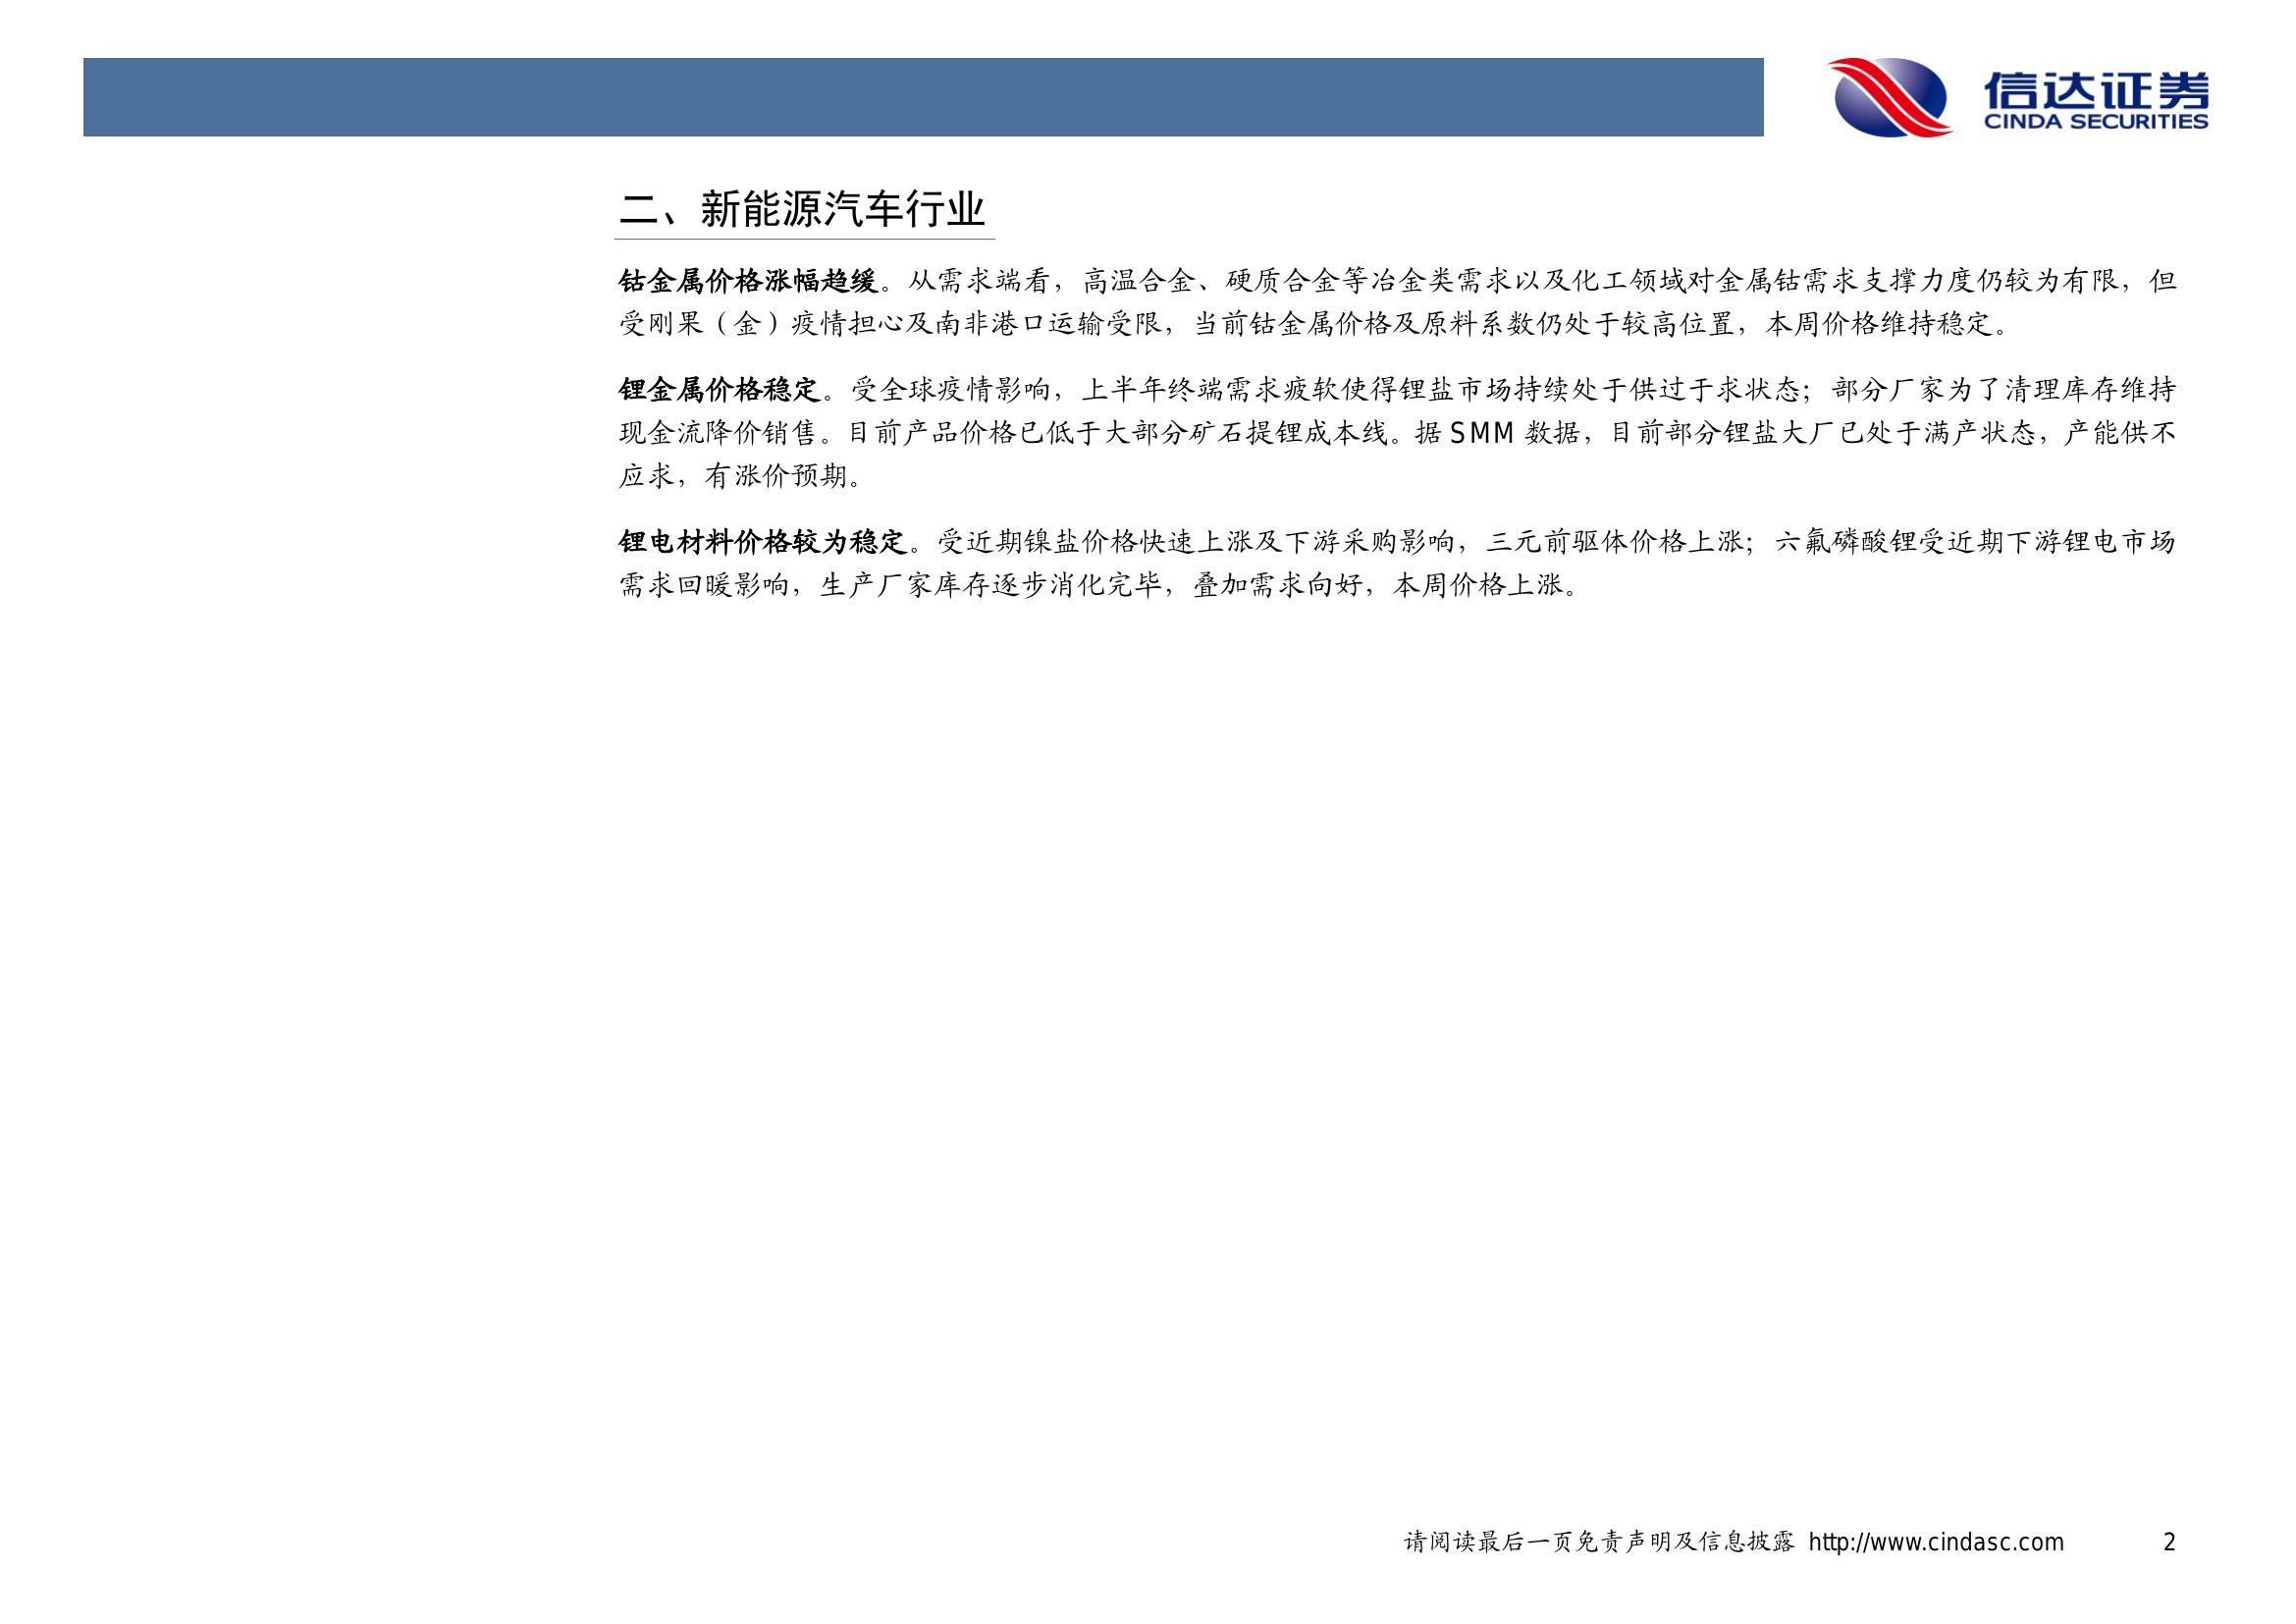 信达证券
CINDA SECURITIES
二、新能源汽车行业
钴金属价格涨幅趋缓。从需求端看，高温合金、硬质合金等冶金类需求以及化工领域对金属钴需求支撑力度仍较为有限，但
受刚果（金）疫情担心及南非港口运输受限，当前钴金属价格及原料系数仍处于较高位置，本周价格维持稳定。
锂金属价格稳定。受全球疫情影响，上半年终端需求疲软使得锂盐市场持续处于供过于求状态；部分厂家为了清理库存维持
现金流降价销售。目前产品价格已低于大部分矿石提锂成本线。据 SMM 数据，目前部分锂盐大厂已处于满产状态，产能供不
应求，有涨价预期。
锂电材料价格较为稳定。受近期镍盐价格快速上涨及下游采购影响，三元前驱体价格上涨；六氟磷酸锂受近期下游锂电市场
需求回暖影响，生产厂家库存逐步消化完毕，叠加需求向好，本周价格上涨。
请阅读最后一页免责声明及信息披露 http://www.cindasc.com 2